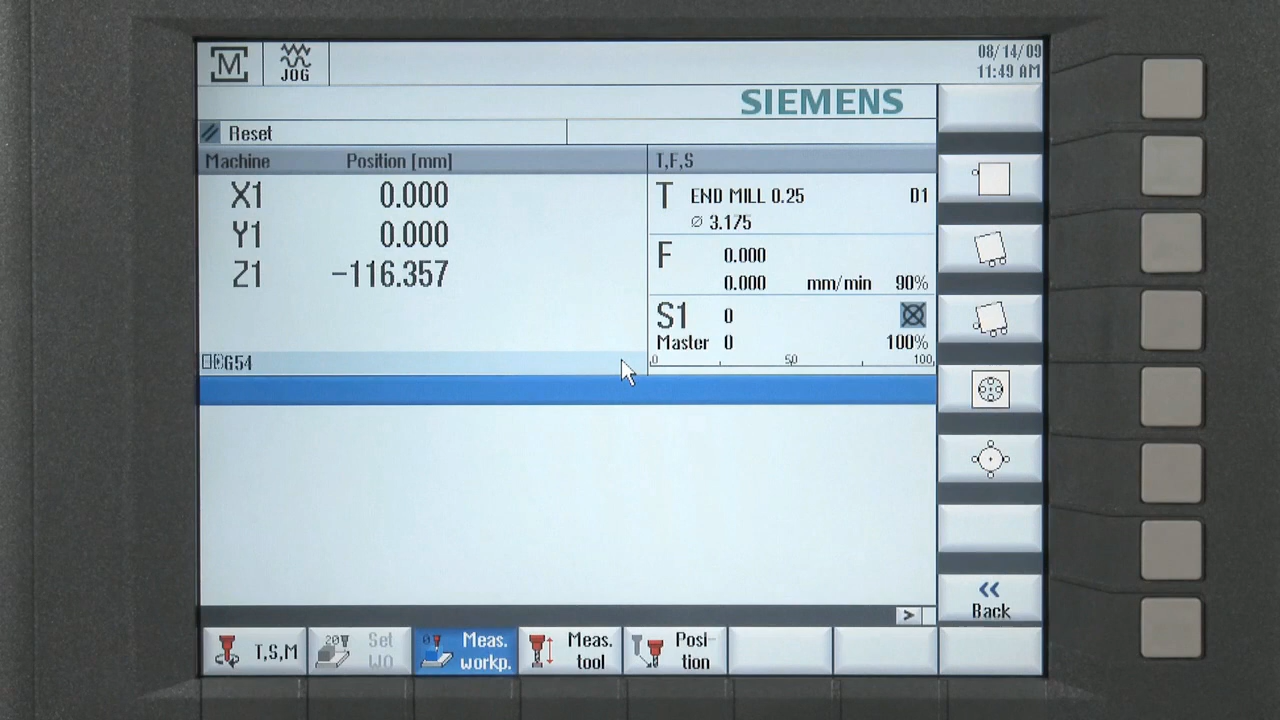 M
JOG
08/14/09
11:49 AM
SIEMENS
Reset
Machine Position [mm]
T,F,S
X1 0.000
Y1 0.000
Z1 -116.357
T END MILL 0.25 D1
⌀ 3.175
F 0.000
0.000 mm/min 90%
S1 0
Master 0 100%
0 50 100
G54
<< Back
>
T,S,M
20
Set
WO
0
Meas.
workp.
Meas.
tool
Posi-
tion